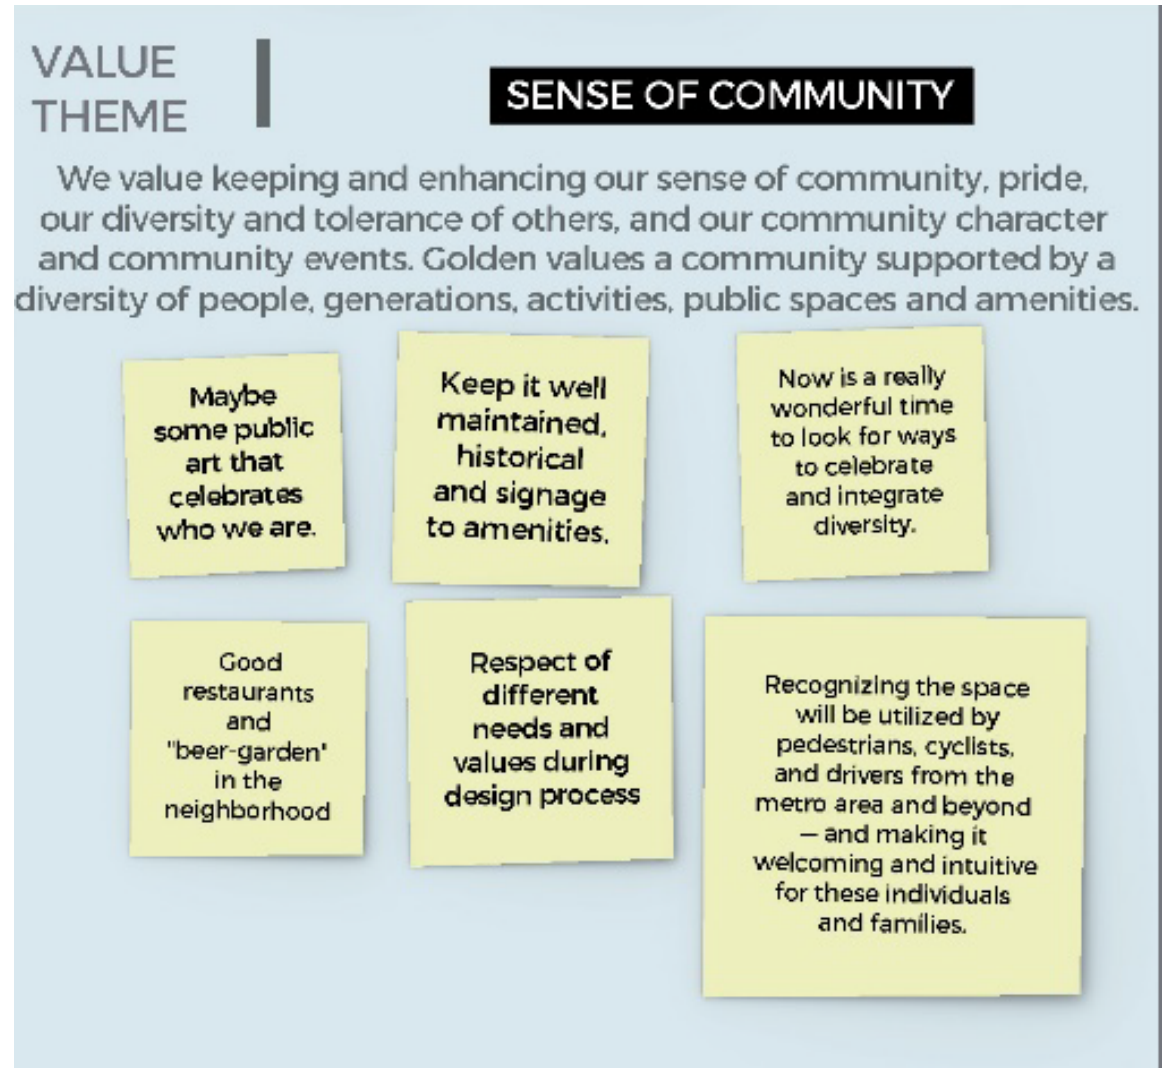 VALUE
THEME
SENSE OF COMMUNITY
We value keeping and enhancing our sense of community, pride,
our diversity and tolerance of others, and our community character
and community events. Golden values a community supported by a
diversity of people, generations, activities, public spaces and amenities.
Maybe
some public
art that
celebrates
who we are.
Keep it well
maintained,
historical
and signage
to amenities.
Now is a really
wonderful time
to look for ways
to celebrate
and integrate
diversity.
Good
restaurants
and
"beer-garden'
in the
neighborhood
Respect of
different
needs and
values during
design process
Recognizing the space
will be utilized by
pedestrians, cyclists,
and drivers from the
metro area and beyond
— and making it
welcoming and intuitive
for these individuals
and families.